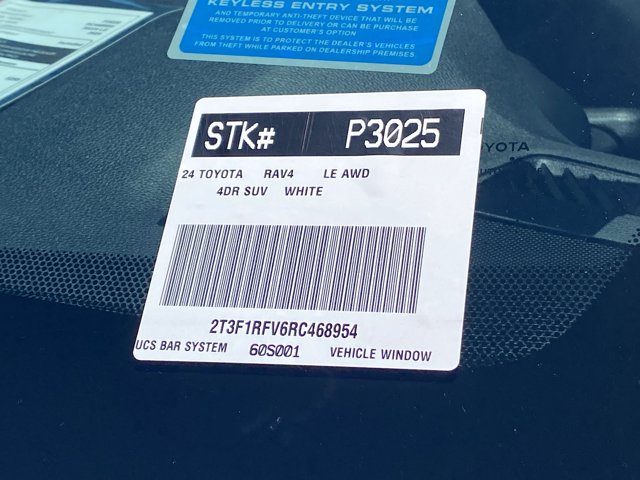 KEYLESS ENTRY SYSTEM
AND TEMPORARY ANTI-THEFT DEVICE THAT WILL BE
REMOVED PRIOR TO DELIVERY OR CAN BE PURCHASE
AT CUSTOMER'S OPTION
THIS SYSTEM IS TO PROTECT THE DEALER'S VEHICLES
FROM THEFT WHILE PARKED ON DEALERSHIP PREMISES.
STK# P3025
TOYOTA
24 TOYOTA RAV4 LE AWD
4DR SUV WHITE
2T3F1RFV6RC468954
UCS BAR SYSTEM 60S001 VEHICLE WINDOW